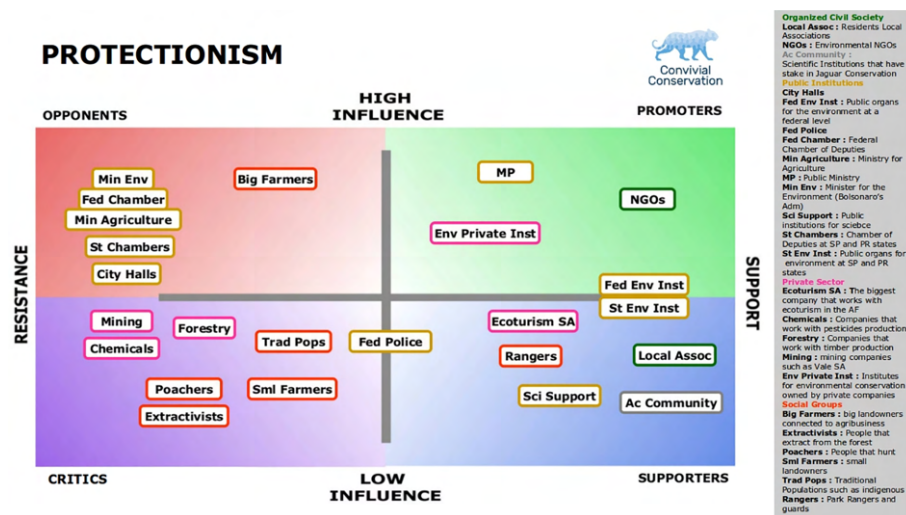 PROTECTIONISM
Convivial
Conservation
OPPONENTS
HIGH
INFLUENCE
PROMOTERS
Min Env
Big Farmers
MP
Fed Chamber
NGOs
Min Agriculture
Env Private Inst
St Chambers
City Halls
Fed Env Inst
RESISTANCE
SUPPORT
St Env Inst
Mining
Forestry
Ecoturism SA
Chemicals
Trad Pops
Fed Police
Rangers
Local Assoc
Poachers
Sml Farmers
Sci Support
Ac Community
Extractivists
CRITICS
LOW
INFLUENCE
SUPPORTERS
Organized Civil Society
Local Assoc : Residents Local
Associations
NGOs : Environmental NGOs
Ac Community :
Scientific Institutions that have
stake in Jaguar Conservation
Public Institutions
City Halls
Fed Env Inst : Public organs
for the environment at a
federal level
Fed Police
Fed Chamber : Federal
Chamber of Deputies
Min Agriculture : Ministry for
Agriculture
MP : Public Ministry
Min Env : Minister for the
Environment (Bolsonaro's
Adm)
Sci Support : Public
institutions for sciebce
St Chambers : Chamber of
Deputies at SP and PR states
St Env Inst : Public organs for
environment at SP and PR
states
Private Sector
Ecoturism SA : The biggest
company that works with
ecoturism in the AF
Chemicals : Companies that
work with pesticides production
Forestry : Companies that
work with timber production
Mining : mining companies
such as Vale SA
Env Private Inst : Institutes
for environmental conservation
owned by private companies
Social Groups
Big Farmers : big landowners
connected to agribusiness
Extractivists : People that
extract from the forest
Poachers : People that hunt
Sml Farmers : small
landowners
Trad Pops : Traditional
Populations such as indigenous
Rangers : Park Rangers and
guards